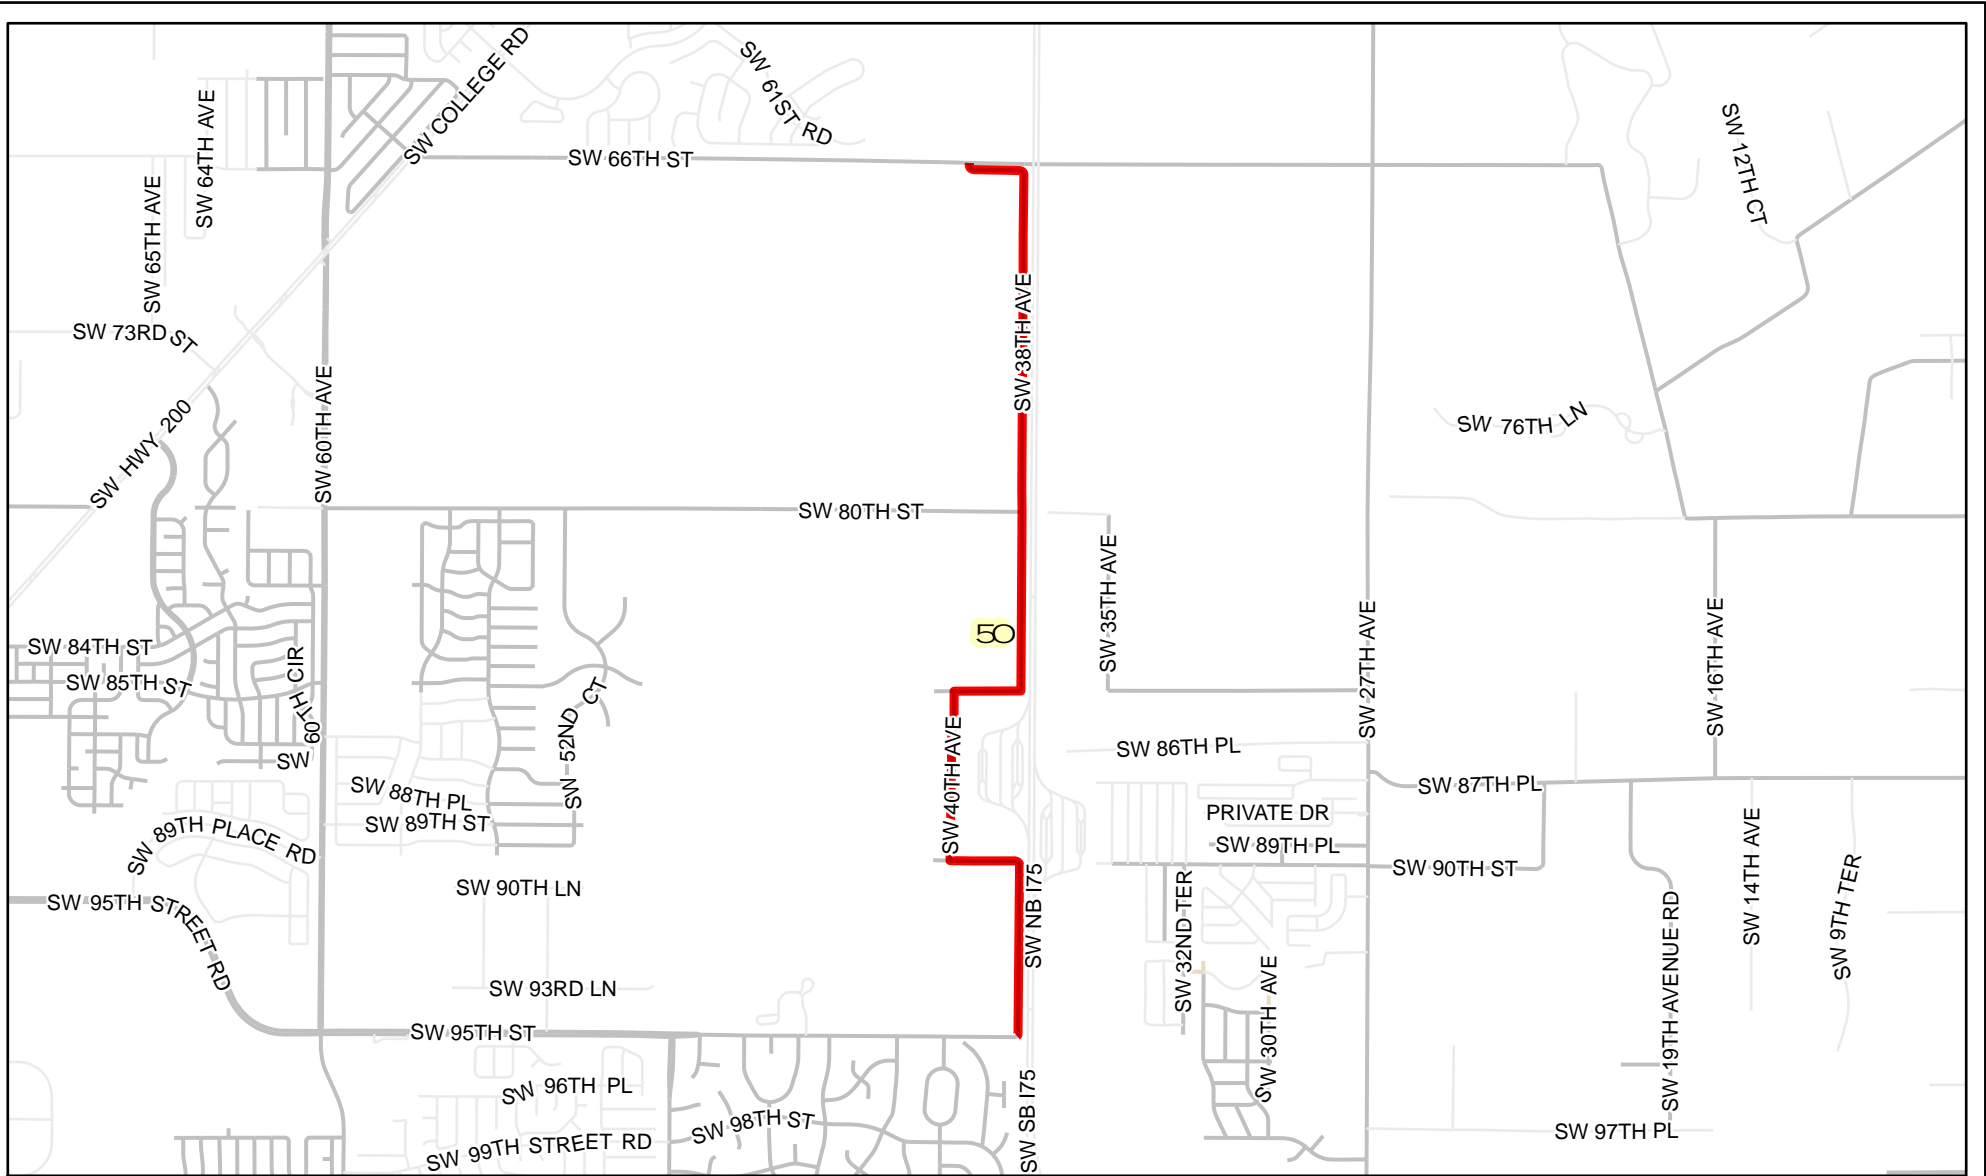 SW COLLEGE RD
SW 61ST RD
SW 64TH AVE
SW 66TH ST
SW 12TH CT
SW 65TH AVE
SW 73RD ST
SW 38TH AVE
SW HWY 200
SW 60TH AVE
SW 76TH LN
SW 80TH ST
SW 35TH AVE
50
SW 27TH AVE
SW 16TH AVE
SW 84TH ST
SW 85TH ST
SW 60TH CIR
SW 52ND CT
SW 40TH AVE
SW 86TH PL
SW 88TH PL
SW 87TH PL
SW 89TH ST
PRIVATE DR
SW 89TH PLACE RD
SW 89TH PL
SW 14TH AVE
SW 90TH ST
SW 90TH LN
SW NB I75
SW 95TH STREET RD
SW 32ND TER
SW 9TH TER
SW 19TH AVENUE RD
SW 93RD LN
SW 30TH AVE
SW 95TH ST
SW 96TH PL
SW SB I75
SW 98TH ST
SW 97TH PL
SW 99TH STREET RD